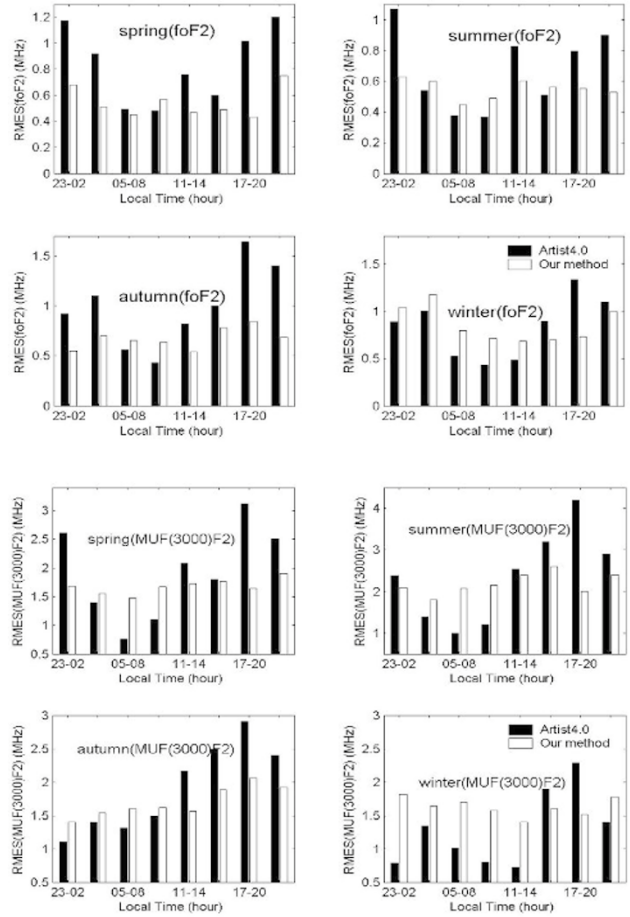 spring(foF2)
RMES(foF2) (MHz)
1.2
1
0.8
0.6
0.4
0.2
0
23-02 05-08 11-14 17-20
Local Time (hour)
summer(foF2)
RMES(foF2) (MHz)
1
0.8
0.6
0.4
0.2
0
23-02 05-08 11-14 17-20
Local Time (hour)
autumn(foF2)
RMES(foF2) (MHz)
1.5
1
0.5
0
23-02 05-08 11-14 17-20
Local Time (hour)
Artist4.0
Our method
winter(foF2)
RMES(foF2) (MHz)
1.5
1
0.5
0
23-02 05-08 11-14 17-20
Local Time (hour)
spring(MUF(3000)F2)
RMES(MUF(3000)F2) (MHz)
3
2.5
2
1.5
1
0.5
23-02 05-08 11-14 17-20
Local Time (hour)
summer(MUF(3000)F2)
RMES(MUF(3000)F2) (MHz)
4
3
2
1
23-02 05-08 11-14 17-20
Local Time (hour)
autumn(MUF(3000)F2)
RMES(MUF(3000)F2) (MHz)
3
2.5
2
1.5
1
0.5
23-02 05-08 11-14 17-20
Local Time (hour)
Artist4.0
Our method
winter(MUF(3000)F2)
RMES(MUF(3000)F2) (MHz)
3
2.5
2
1.5
1
0.5
23-02 05-08 11-14 17-20
Local Time (hour)